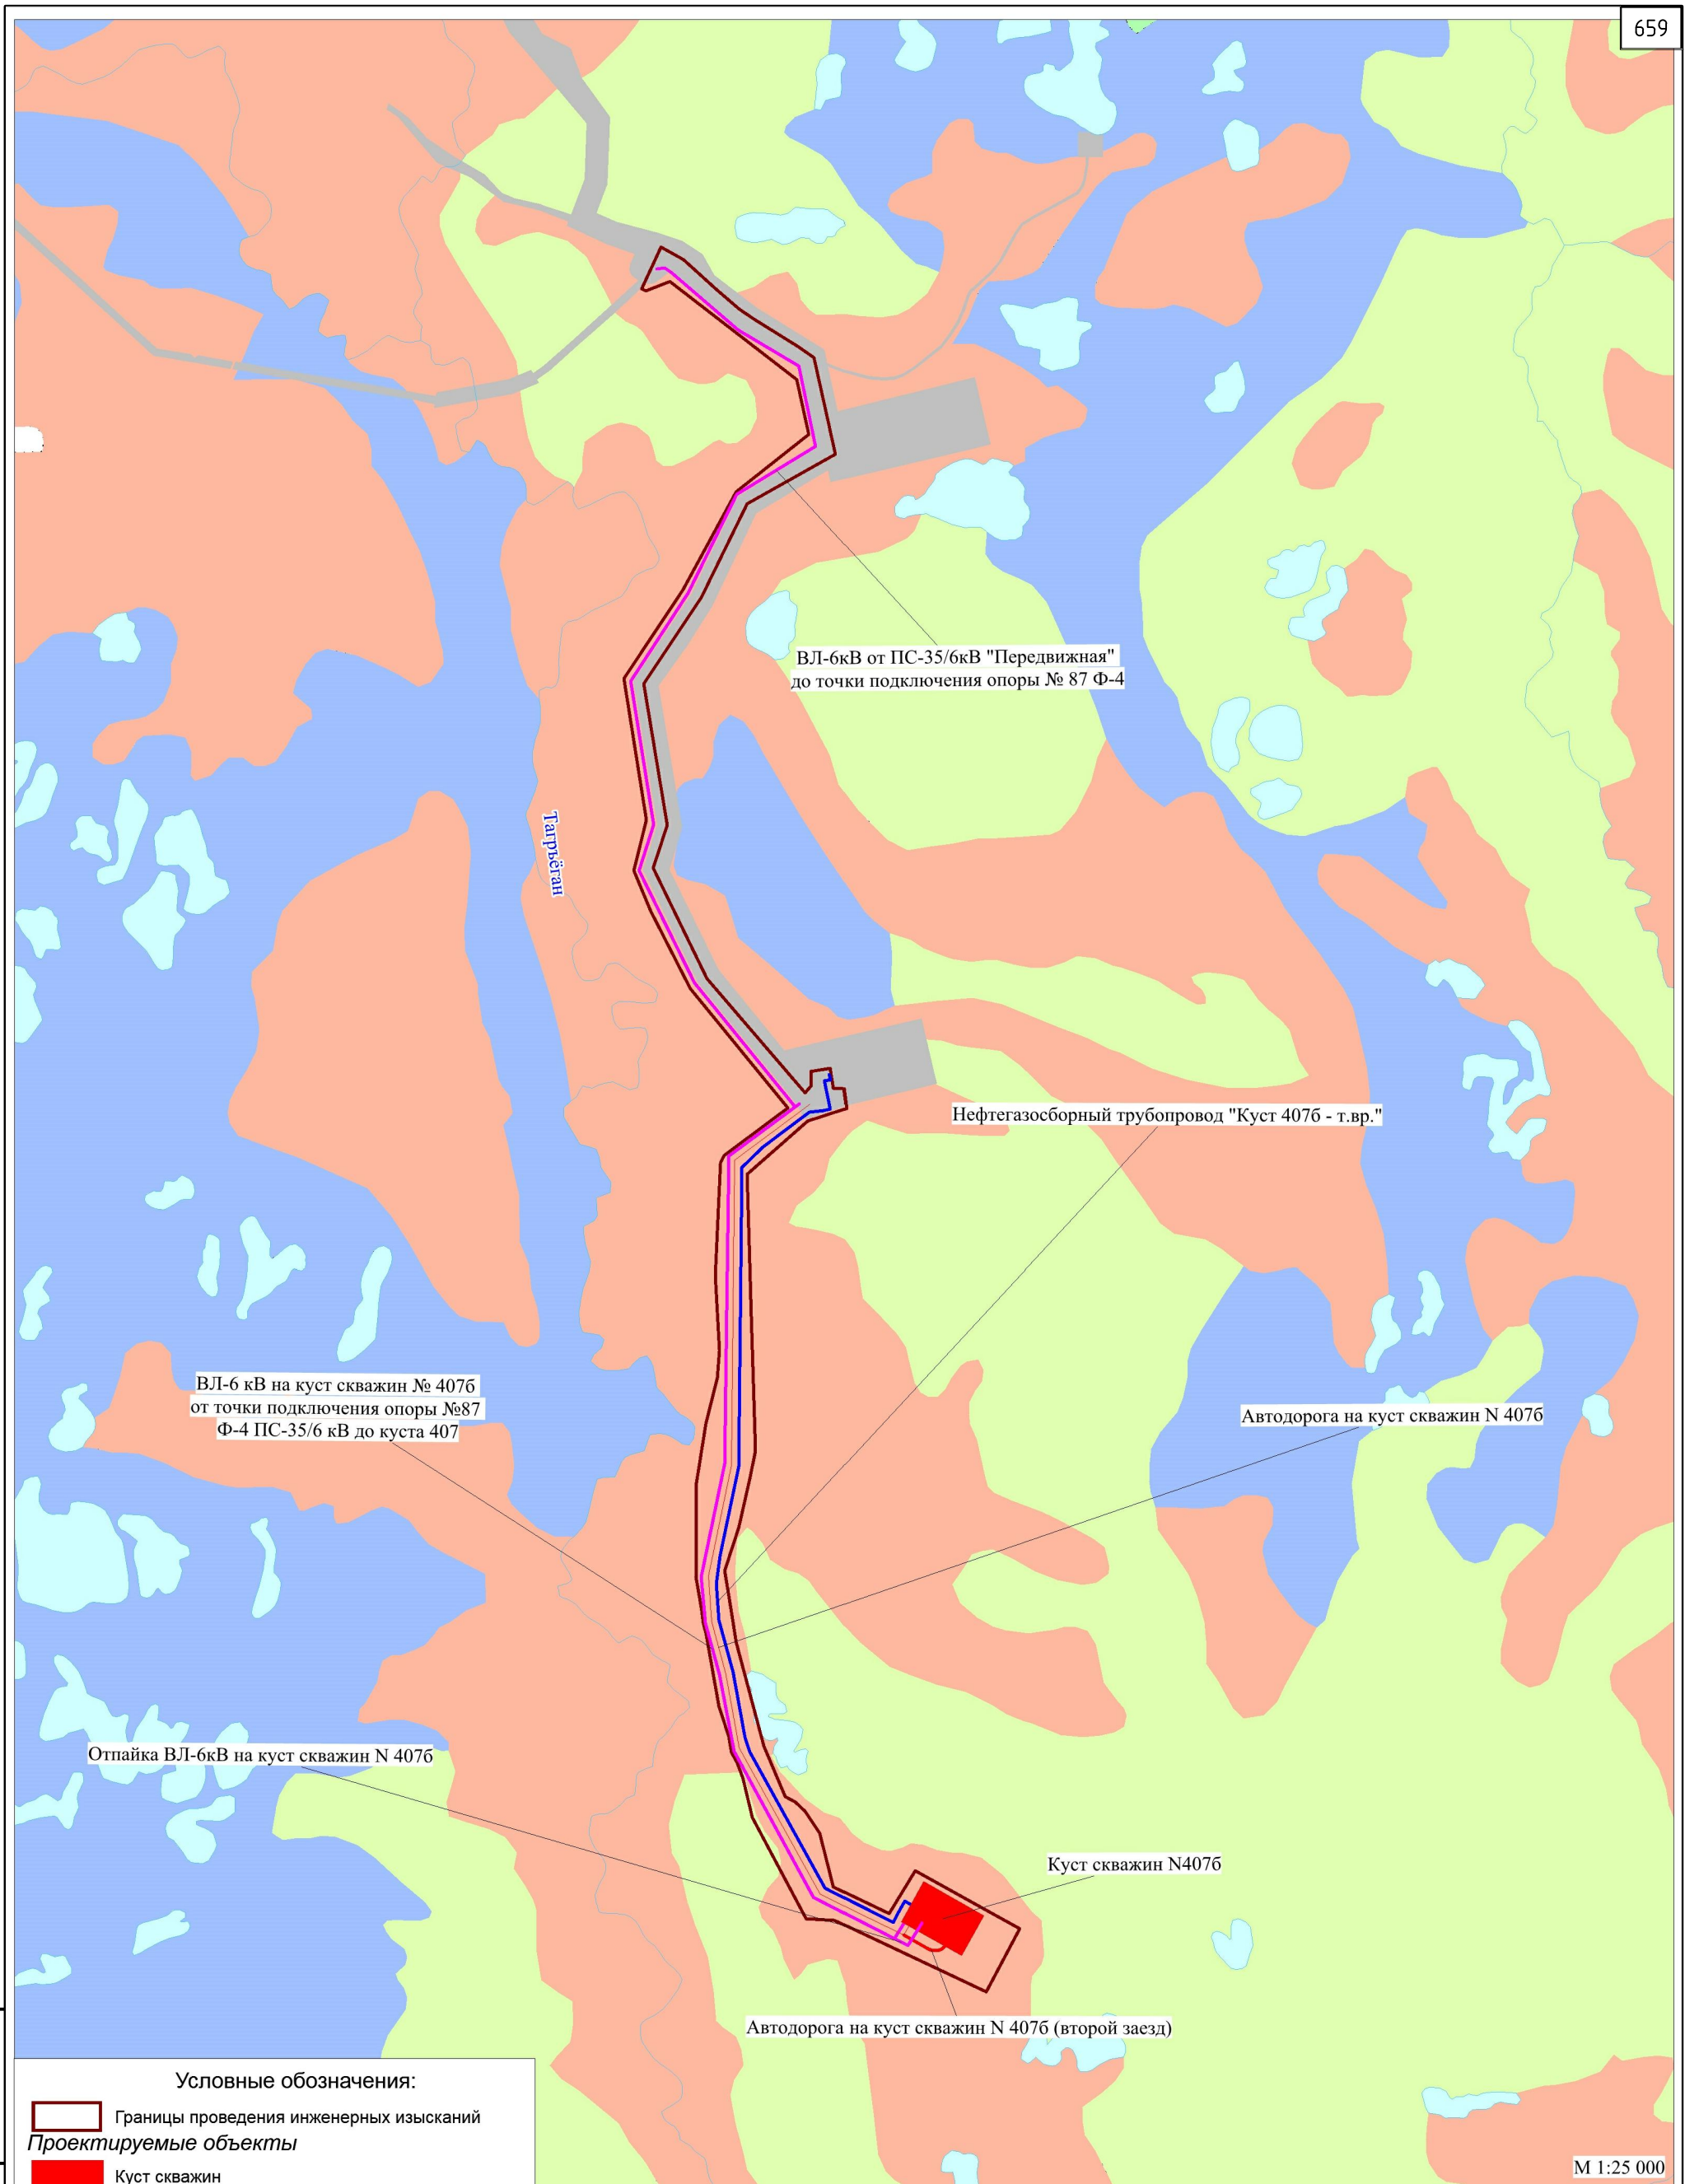 659
ВЛ-6кВ от ПС-35/6кВ "Передвижная"
до точки подключения опоры № 87 Ф-4
Тагръёган
Нефтегазосборный трубопровод "Куст 407б - т.вр."
ВЛ-6 кВ на куст скважин № 407б
от точки подключения опоры №87
Ф-4 ПС-35/6 кВ до куста 407
Автодорога на куст скважин N 407б
Отпайка ВЛ-6кВ на куст скважин N 407б
Куст скважин N407б
Автодорога на куст скважин N 407б (второй заезд)
Условные обозначения:
Границы проведения инженерных изысканий
Проектируемые объекты
Куст скважин
М 1:25 000